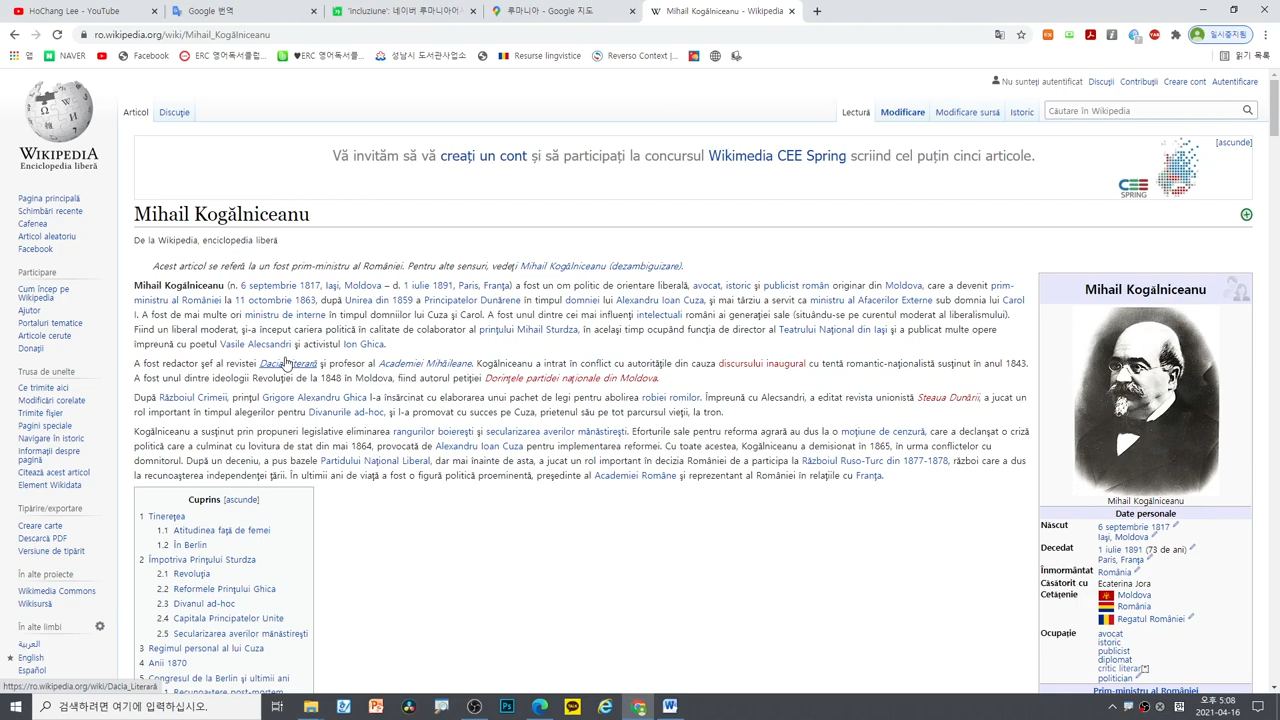 HoChang Lee - YouTube
Google 번역
'incluziune': 네이버 루마니아어
루마니아 - Google 지도
Mihail Kogălniceanu - Wikipedia
ro.wikipedia.org/wiki/Mihail_Kogălniceanu
일시중지됨
앱
NAVER
Facebook
ERC 영어독서클럽...
♥ERC 영어독서스...
성남시 도서관사업소
Resurse lingvistice
Reverso Context |...
읽기 목록
Nu sunteți autentificat Discuții Contribuții Creare cont Autentificare
Articol Discuție
Lectură Modificare Modificare sursă Istoric
Căutare în Wikipedia
WIKIPEDIA
Enciclopedia liberă
Vă invităm să vă creați un cont și să participați la concursul Wikimedia CEE Spring scriind cel puțin cinci articole.
[ascunde]
CEE
SPRING
Pagina principală
Schimbări recente
Cafenea
Articol aleatoriu
Facebook
Participare
Cum încep pe
Wikipedia
Ajutor
Portaluri tematice
Articole cerute
Donații
Trusa de unelte
Ce trimite aici
Modificări corelate
Trimite fișier
Pagini speciale
Navigare în istoric
Informații despre
pagină
Citează acest articol
Element Wikidata
Tipărire/exportare
Creare carte
Descarcă PDF
Versiune de tipărit
În alte proiecte
Wikimedia Commons
Wikisursă
În alte limbi
العربية
English
Español
Mihail Kogălniceanu
De la Wikipedia, enciclopedia liberă
Acest articol se referă la un fost prim-ministru al României. Pentru alte sensuri, vedeți Mihail Kogălniceanu (dezambiguizare).
Mihail Kogălniceanu (n. 6 septembrie 1817, Iași, Moldova – d. 1 iulie 1891, Paris, Franța) a fost un om politic de orientare liberală, avocat, istoric și publicist român originar din Moldova, care a devenit prim-
ministru al României la 11 octombrie 1863, după Unirea din 1859 a Principatelor Dunărene în timpul domniei lui Alexandru Ioan Cuza, și mai târziu a servit ca ministru al Afacerilor Externe sub domnia lui Carol
I. A fost de mai multe ori ministru de interne în timpul domniilor lui Cuza și Carol. A fost unul dintre cei mai influenți intelectuali români ai generației sale (situându-se pe curentul moderat al liberalismului).
Fiind un liberal moderat, și-a început cariera politică în calitate de colaborator al prințului Mihail Sturdza, în același timp ocupând funcția de director al Teatrului Național din Iași și a publicat multe opere
împreună cu poetul Vasile Alecsandri și activistul Ion Ghica.
A fost redactor șef al revistei Dacia Literară și profesor al Academiei Mihăileane. Kogălniceanu a intrat în conflict cu autoritățile din cauza discursului inaugural cu tentă romantic-naționalistă susținut în anul 1843.
A fost unul dintre ideologii Revoluției de la 1848 în Moldova, fiind autorul petiției Dorințele partidei naționale din Moldova.
După Războiul Crimeii, prințul Grigore Alexandru Ghica l-a însărcinat cu elaborarea unui pachet de legi pentru abolirea robiei romilor. Împreună cu Alecsandri, a editat revista unionistă Steaua Dunării, a jucat un
rol important în timpul alegerilor pentru Divanurile ad-hoc, și l-a promovat cu succes pe Cuza, prietenul său pe tot parcursul vieții, la tron.
Kogălniceanu a susținut prin propuneri legislative eliminarea rangurilor boierești și secularizarea averilor mănăstirești. Eforturile sale pentru reforma agrară au dus la o moțiune de cenzură, care a declanșat o criză
politică care a culminat cu lovitura de stat din mai 1864, provocată de Alexandru Ioan Cuza pentru implementarea reformei. Cu toate acestea, Kogălniceanu a demisionat în 1865, în urma conflictelor cu
domnitorul. După un deceniu, a pus bazele Partidului Național Liberal, dar mai înainte de asta, a jucat un rol important în decizia României de a participa la Războiul Ruso-Turc din 1877-1878, război care a dus
la recunoașterea independenței țării. În ultimii ani de viață a fost o figură politică proeminentă, președinte al Academiei Române și reprezentant al României în relațiile cu Franța.
Cuprins [ascunde]
1 Tinerețea
1.1 Atitudinea față de femei
1.2 În Berlin
2 Împotriva Prințului Sturdza
2.1 Revoluția
2.2 Reformele Prințului Ghica
2.3 Divanul ad-hoc
2.4 Capitala Principatelor Unite
2.5 Secularizarea averilor mănăstirești
3 Regimul personal al lui Cuza
4 Anii 1870
5 Congresul de la Berlin și ultimii ani
5.1 Recunoaștere post-mortem
Mihail Kogălniceanu
Mihail Kogălniceanu
Date personale
Născut 6 septembrie 1817
Iași, Moldova
Decedat 1 iulie 1891 (73 de ani)
Paris, Franța
Înmormântat România
Căsătorit cu Ecaterina Jora
Cetățenie Moldova
România
Regatul României
Ocupație avocat
istoric
publicist
diplomat
critic literar[*]
politician
Prim-ministru al României
https://ro.wikipedia.org/wiki/Dacia_Literară
검색하려면 여기에 입력하십시오.
오후 5:08
2021-04-16